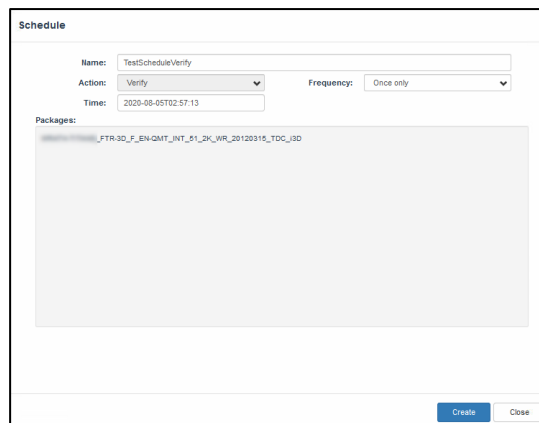 Schedule
Name: TestScheduleVerify
Action: Verify Frequency: Once only
Time: 2020-08-05T02:57:13
Packages:
_FTR-3D_F_EN-QMT_INT_51_2K_WR_20120315_TDC_i3D
Create Close